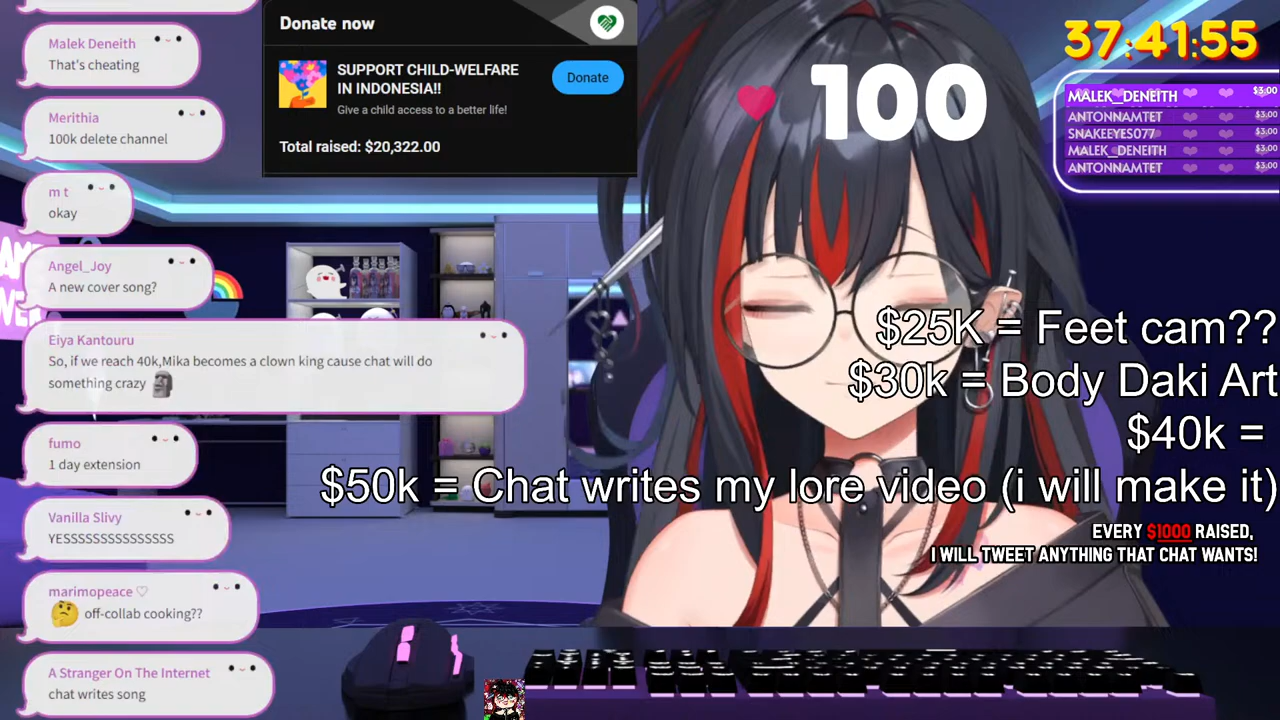 Malek Deneith
That's cheating
Merithia
100k delete channel
m t
okay
Angel_Joy
A new cover song?
Eiya Kantouru
So, if we reach 40k,Mika becomes a clown king cause chat will do
something crazy
fumo
1 day extension
Vanilla Slivy
YESSSSSSSSSSSSSSS
marimopeace ♡
off-collab cooking??
A Stranger On The Internet
chat writes song
Donate now
SUPPORT CHILD-WELFARE
IN INDONESIA!!
Give a child access to a better life!
Donate
Total raised: $20,322.00
100
37:41:55
MALEK_DENEITH $3.00
ANTONNAMTET $3.00
SNAKEEYES077 $3.00
MALEK_DENEITH $3.00
ANTONNAMTET $3.00
$25K = Feet cam??
$30k = Body Daki Art
$40k =
$50k = Chat writes my lore video (i will make it)
EVERY $1000 RAISED,
I WILL TWEET ANYTHING THAT CHAT WANTS!